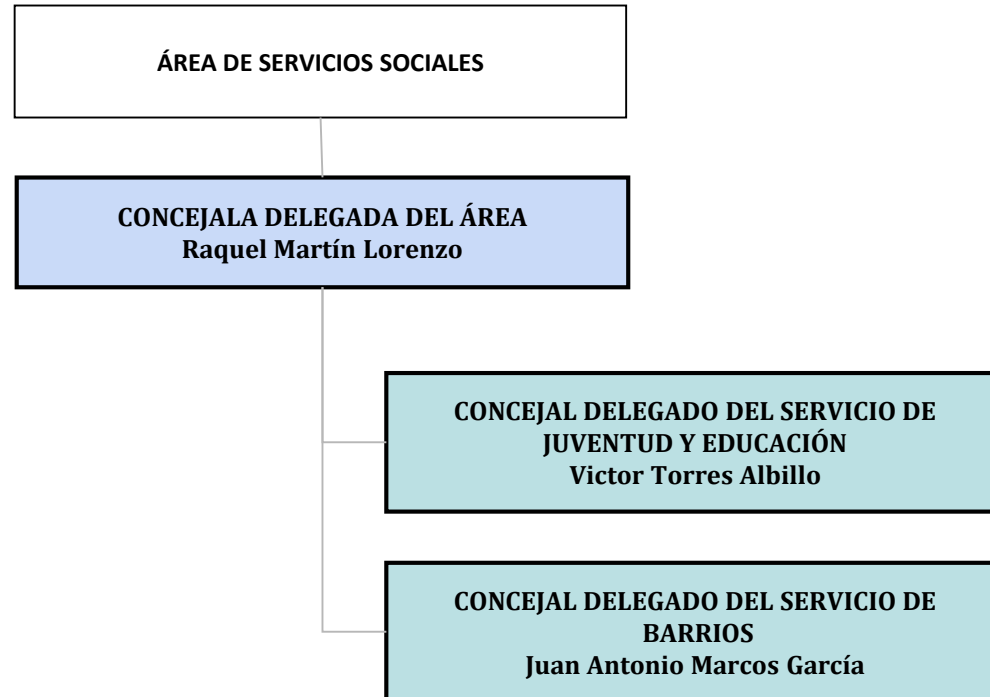 ÁREA DE SERVICIOS SOCIALES
CONCEJALA DELEGADA DEL ÁREA
Raquel Martín Lorenzo
CONCEJAL DELEGADO DEL SERVICIO DE
JUVENTUD Y EDUCACIÓN
Victor Torres Albillo
CONCEJAL DELEGADO DEL SERVICIO DE
BARRIOS
Juan Antonio Marcos García